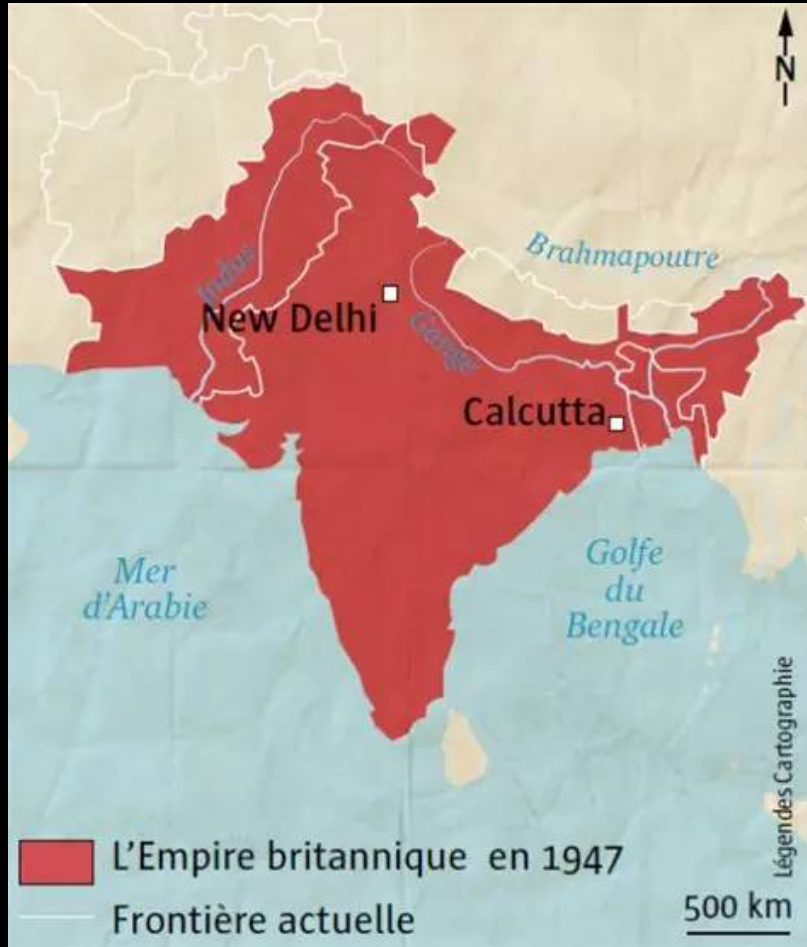 N
Brahmapoutre
Indus
New Delhi
Gange
Calcutta
Mer
d'Arabie
Golfe
du
Bengale
Légendes Cartographie
L'Empire britannique en 1947
Frontière actuelle
500 km